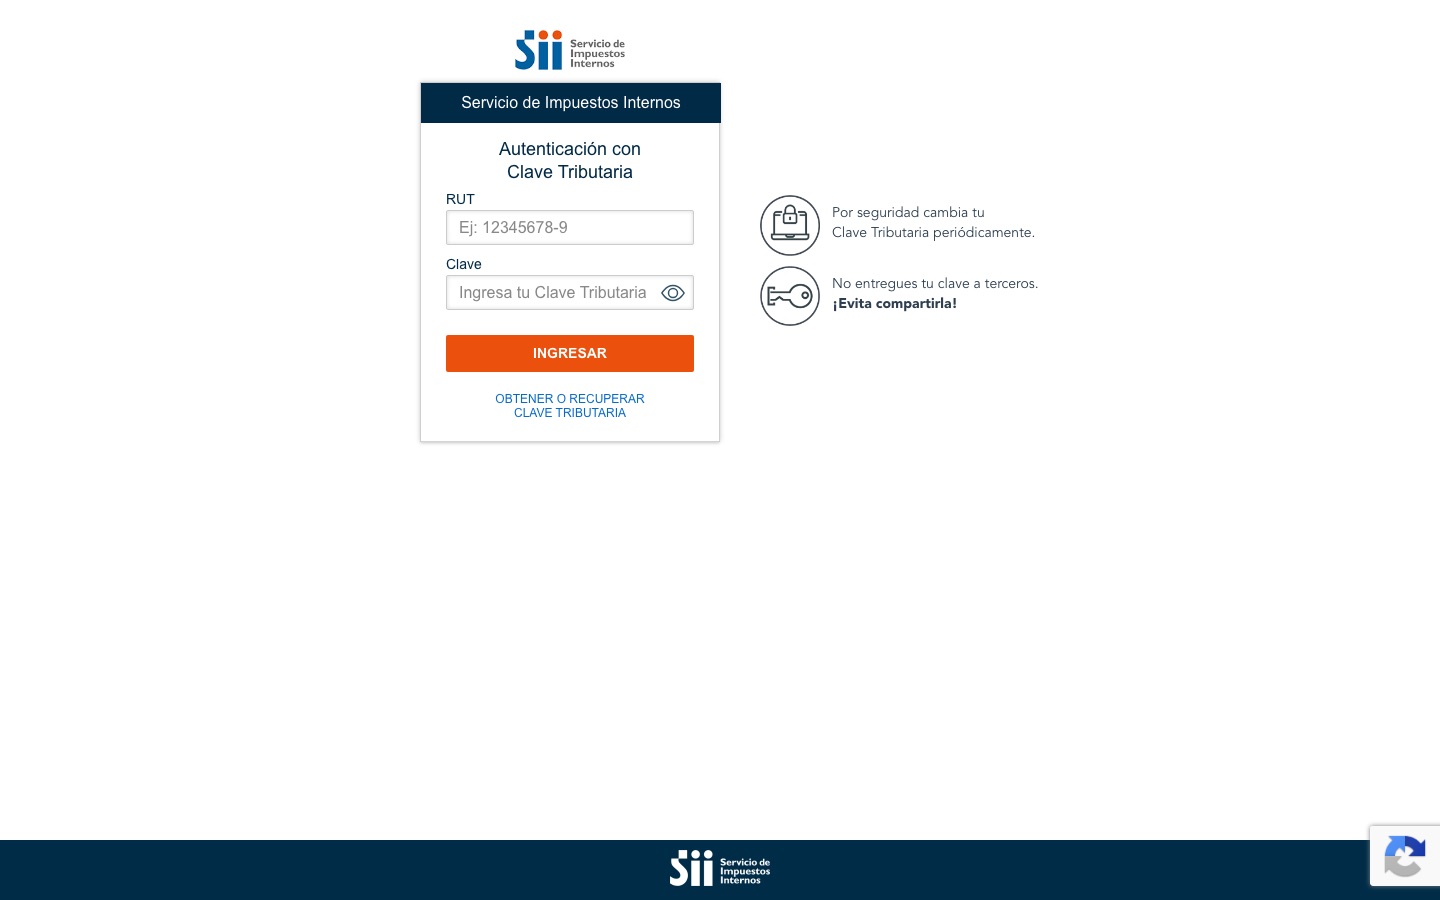 Sii Servicio de
Impuestos
Internos
Servicio de Impuestos Internos
Autenticación con
Clave Tributaria
RUT
Ej: 12345678-9
Clave
Ingresa tu Clave Tributaria
INGRESAR
OBTENER O RECUPERAR
CLAVE TRIBUTARIA
Por seguridad cambia tu
Clave Tributaria periódicamente.
No entregues tu clave a terceros.
¡Evita compartirla!
Sii Servicio de
Impuestos
Internos